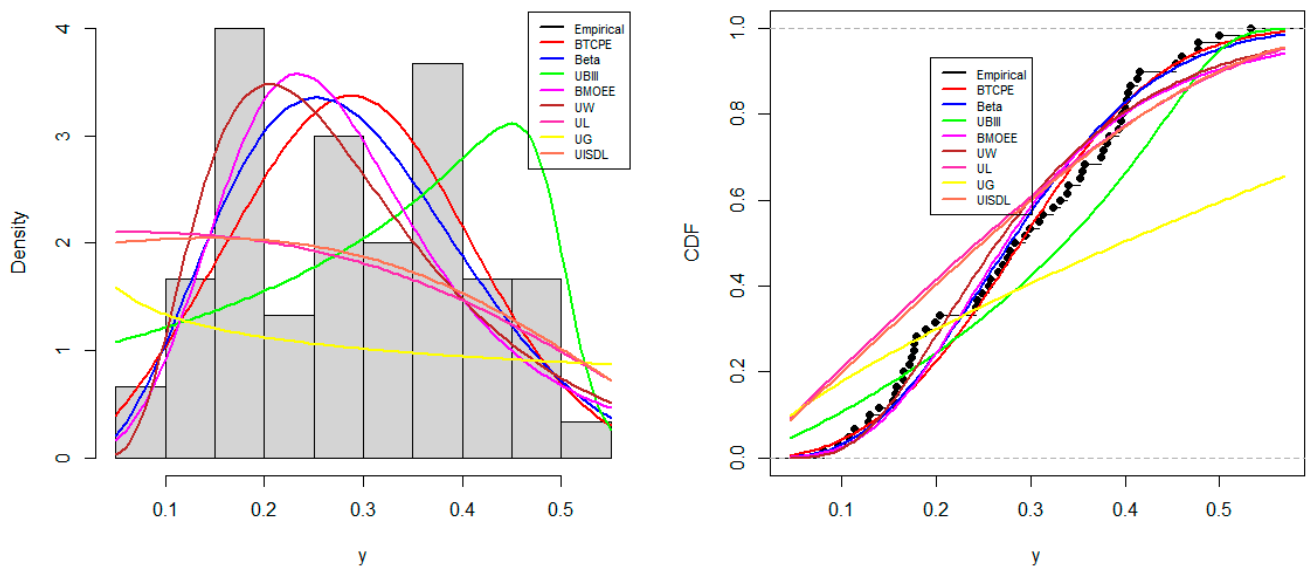 Density
0
1
2
3
4
0.1
0.2
0.3
0.4
0.5
y
Empirical
BTCPE
Beta
UBIII
BMOEE
UW
UL
UG
UISDL
CDF
0.0
0.2
0.4
0.6
0.8
1.0
0.1
0.2
0.3
0.4
0.5
y
Empirical
BTCPE
Beta
UBIII
BMOEE
UW
UL
UG
UISDL